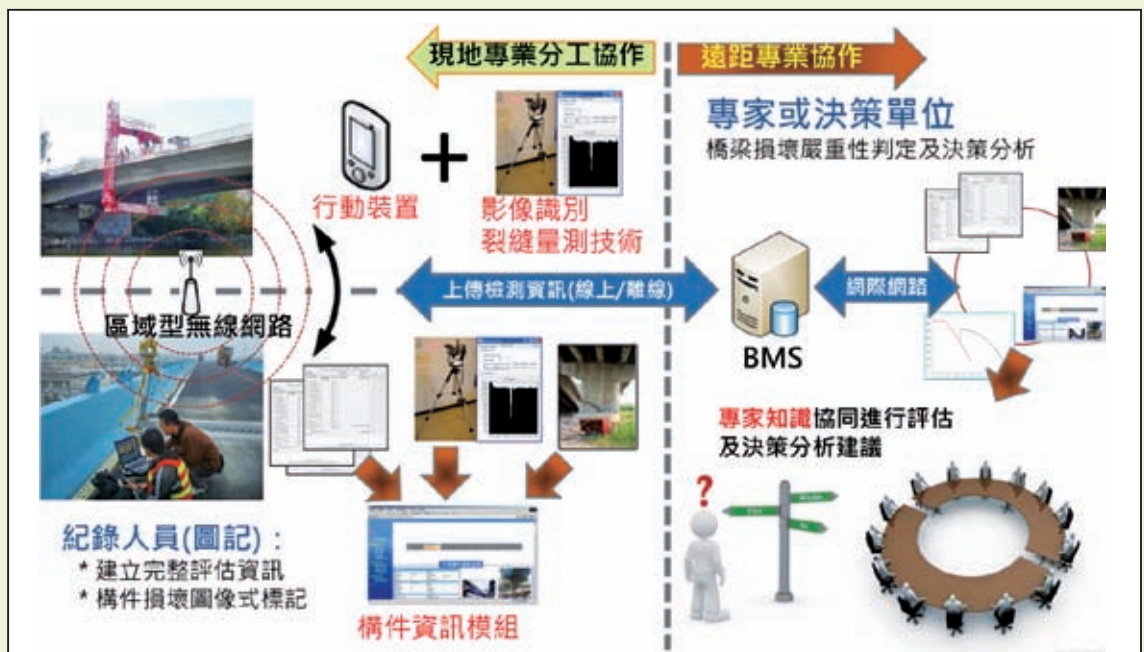 現地專業分工協作
遠距專業協作
專家或決策單位
橋梁損壞嚴重性判定及決策分析
行動裝置
影像識別
裂縫量測技術
上傳檢測資訊(線上/離線)
網際網路
區域型無線網路
BMS
專家知識協同進行評估
及決策分析建議
?
紀錄人員(圖記)：
* 建立完整評估資訊
* 構件損壞圖像式標記
構件資訊模組